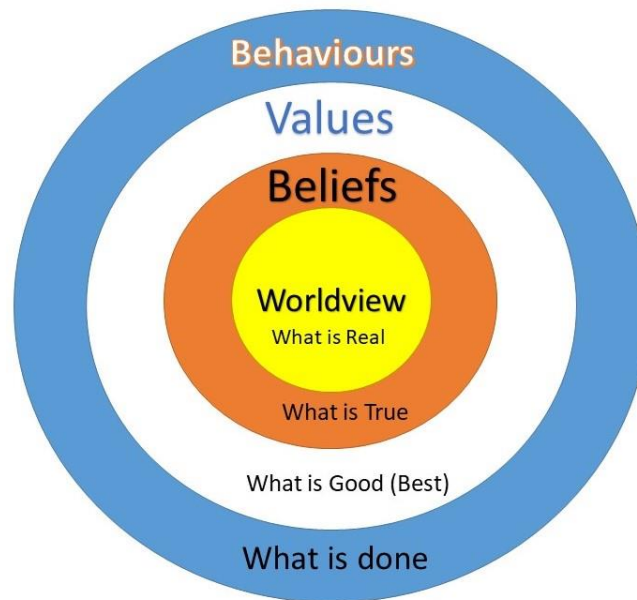 Behaviours
Values
Beliefs
Worldview
What is Real
What is True
What is Good (Best)
What is done